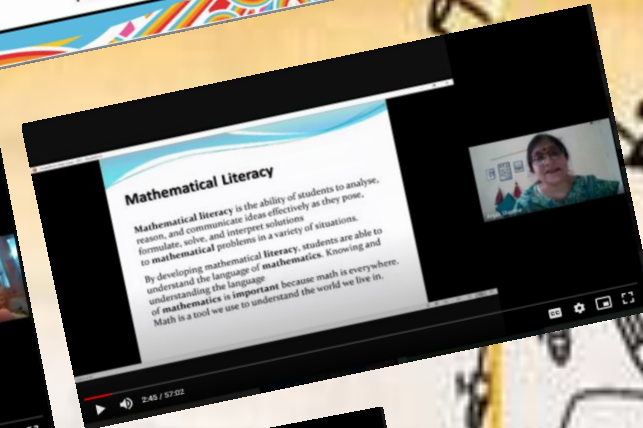 Mathematical Literacy
Mathematical literacy is the ability of students to analyse,
reason, and communicate ideas effectively as they pose,
formulate, solve, and interpret solutions
to mathematical problems in a variety of situations.
By developing mathematical literacy, students are able to
understand the language of mathematics. Knowing and
understanding the language
of mathematics is important because math is everywhere.
Math is a tool we use to understand the world we live in.
2:45 / 57:02
CC